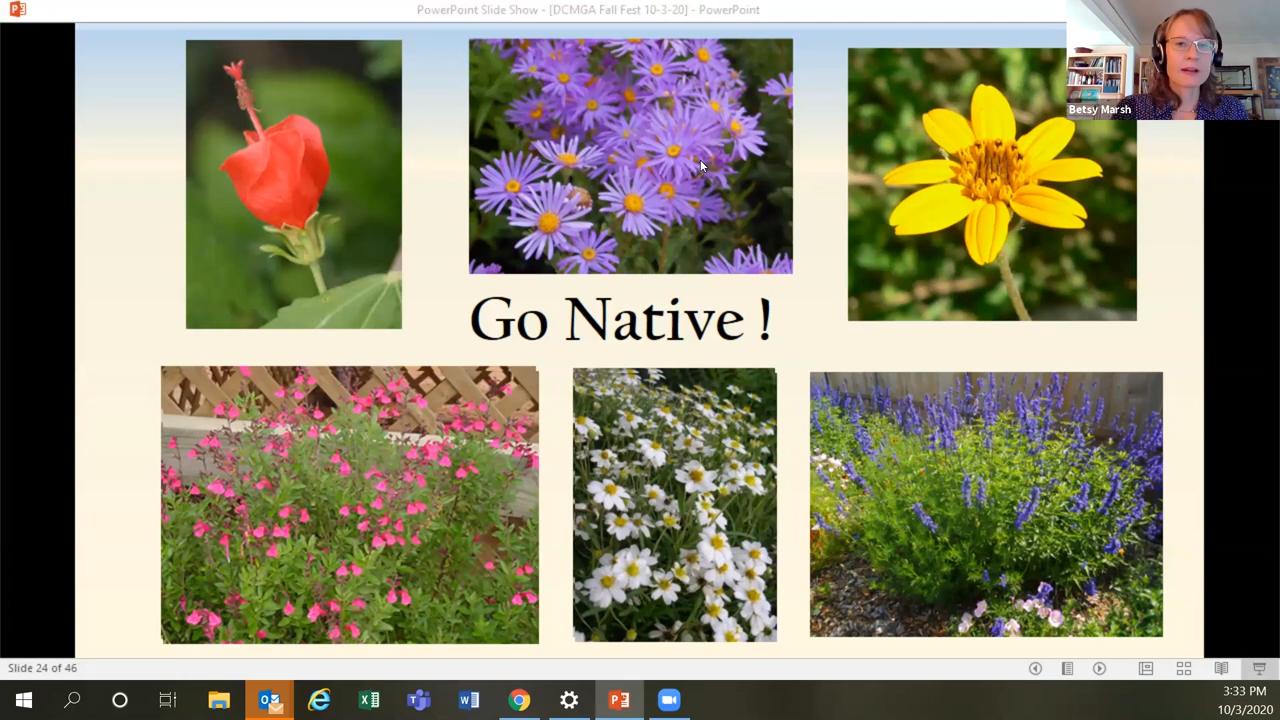 PowerPoint Slide Show - [DCMGA Fall Fest 10-3-20] - PowerPoint
Betsy Marsh
Go Native !
Slide 24 of 46
3:33 PM
10/3/2020